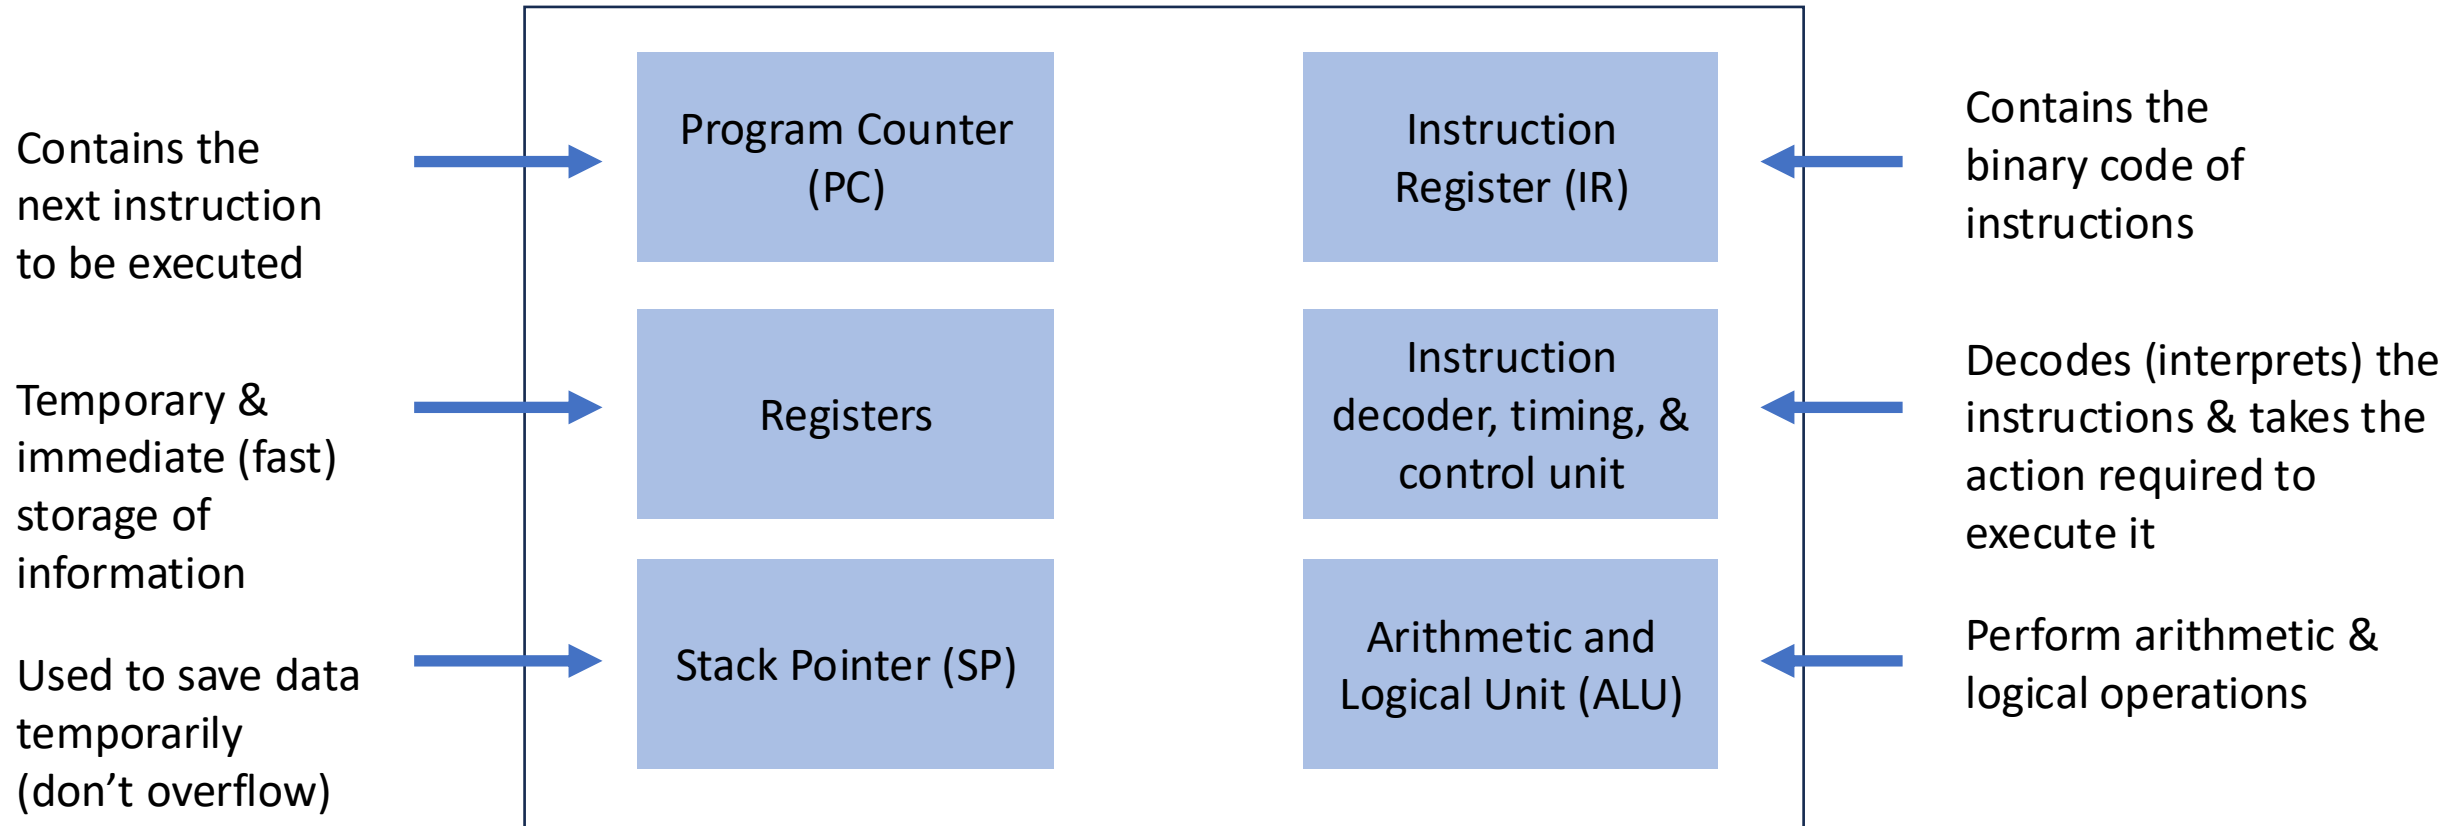 Contains the
next instruction
to be executed
Program Counter
(PC)
Instruction
Register (IR)
Contains the
binary code of
instructions
Temporary &
immediate (fast)
storage of
information
Registers
Instruction
decoder, timing, &
control unit
Decodes (interprets) the
instructions & takes the
action required to
execute it
Used to save data
temporarily
(don’t overflow)
Stack Pointer (SP)
Arithmetic and
Logical Unit (ALU)
Perform arithmetic &
logical operations